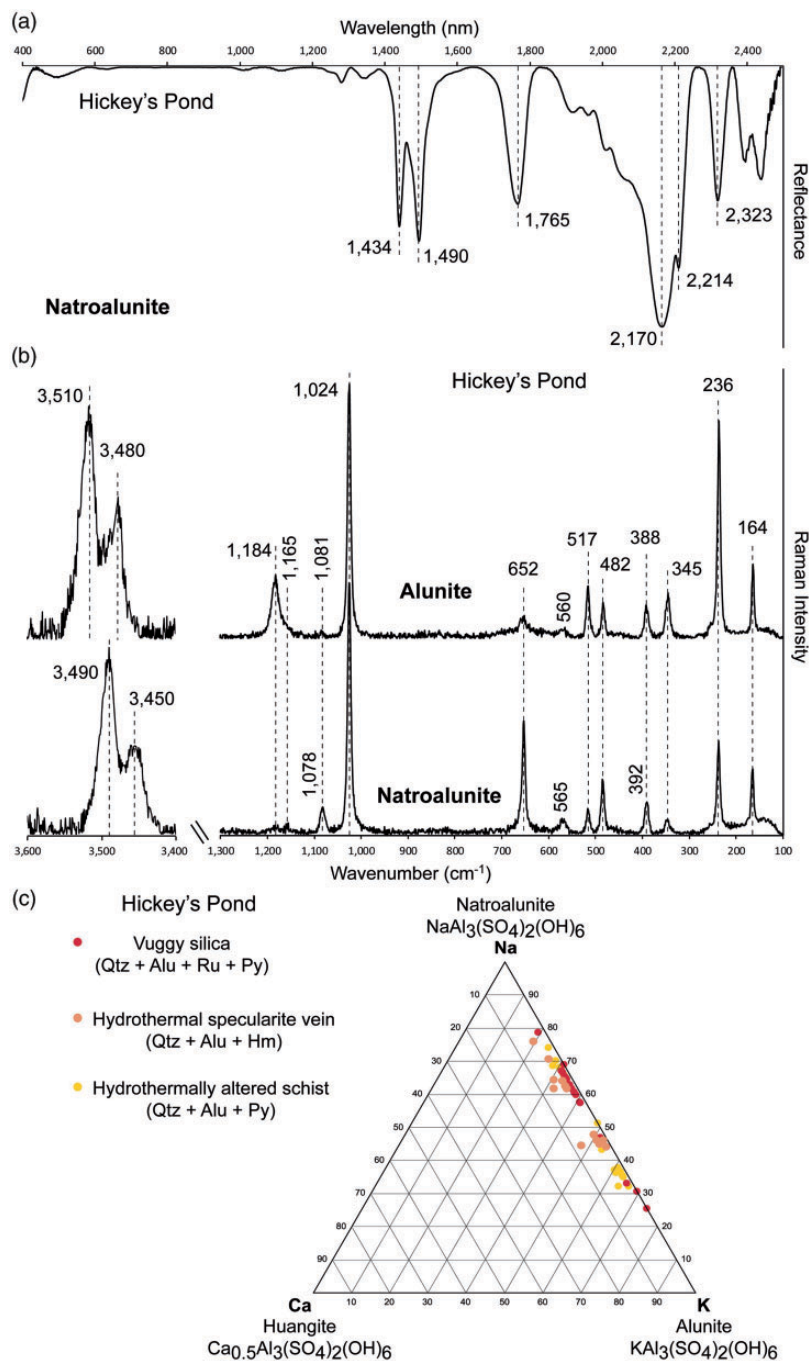 (a)
Wavelength (nm)
400 600 800 1,000 1,200 1,400 1,600 1,800 2,000 2,200 2,400
Hickey's Pond
1,434
1,490
1,765
2,170
2,214
2,323
Natroalunite
Reflectance
(b)
Hickey's Pond
3,510
3,480
1,184
1,165
1,081
1,024
652
560
517
482
388
345
236
164
Alunite
Raman Intensity
3,490
3,450
1,078
565
392
Natroalunite
3,600 3,500 3,400 1,300 1,200 1,100 1,000 900 800 700 600 500 400 300 200 100
Wavenumber (cm-1)
(c)
Hickey's Pond
Vuggy silica
(Qtz + Alu + Ru + Py)
Hydrothermal specularite vein
(Qtz + Alu + Hm)
Hydrothermally altered schist
(Qtz + Alu + Py)
Natroalunite
NaAl3(SO4)2(OH)6
Na
10 90
20 80
30 70
40 60
50 50
60 40
70 30
80 20
90 10
10 20 30 40 50 60 70 80 90
Ca K
Huangite Alunite
Ca0.5Al3(SO4)2(OH)6 KAl3(SO4)2(OH)6